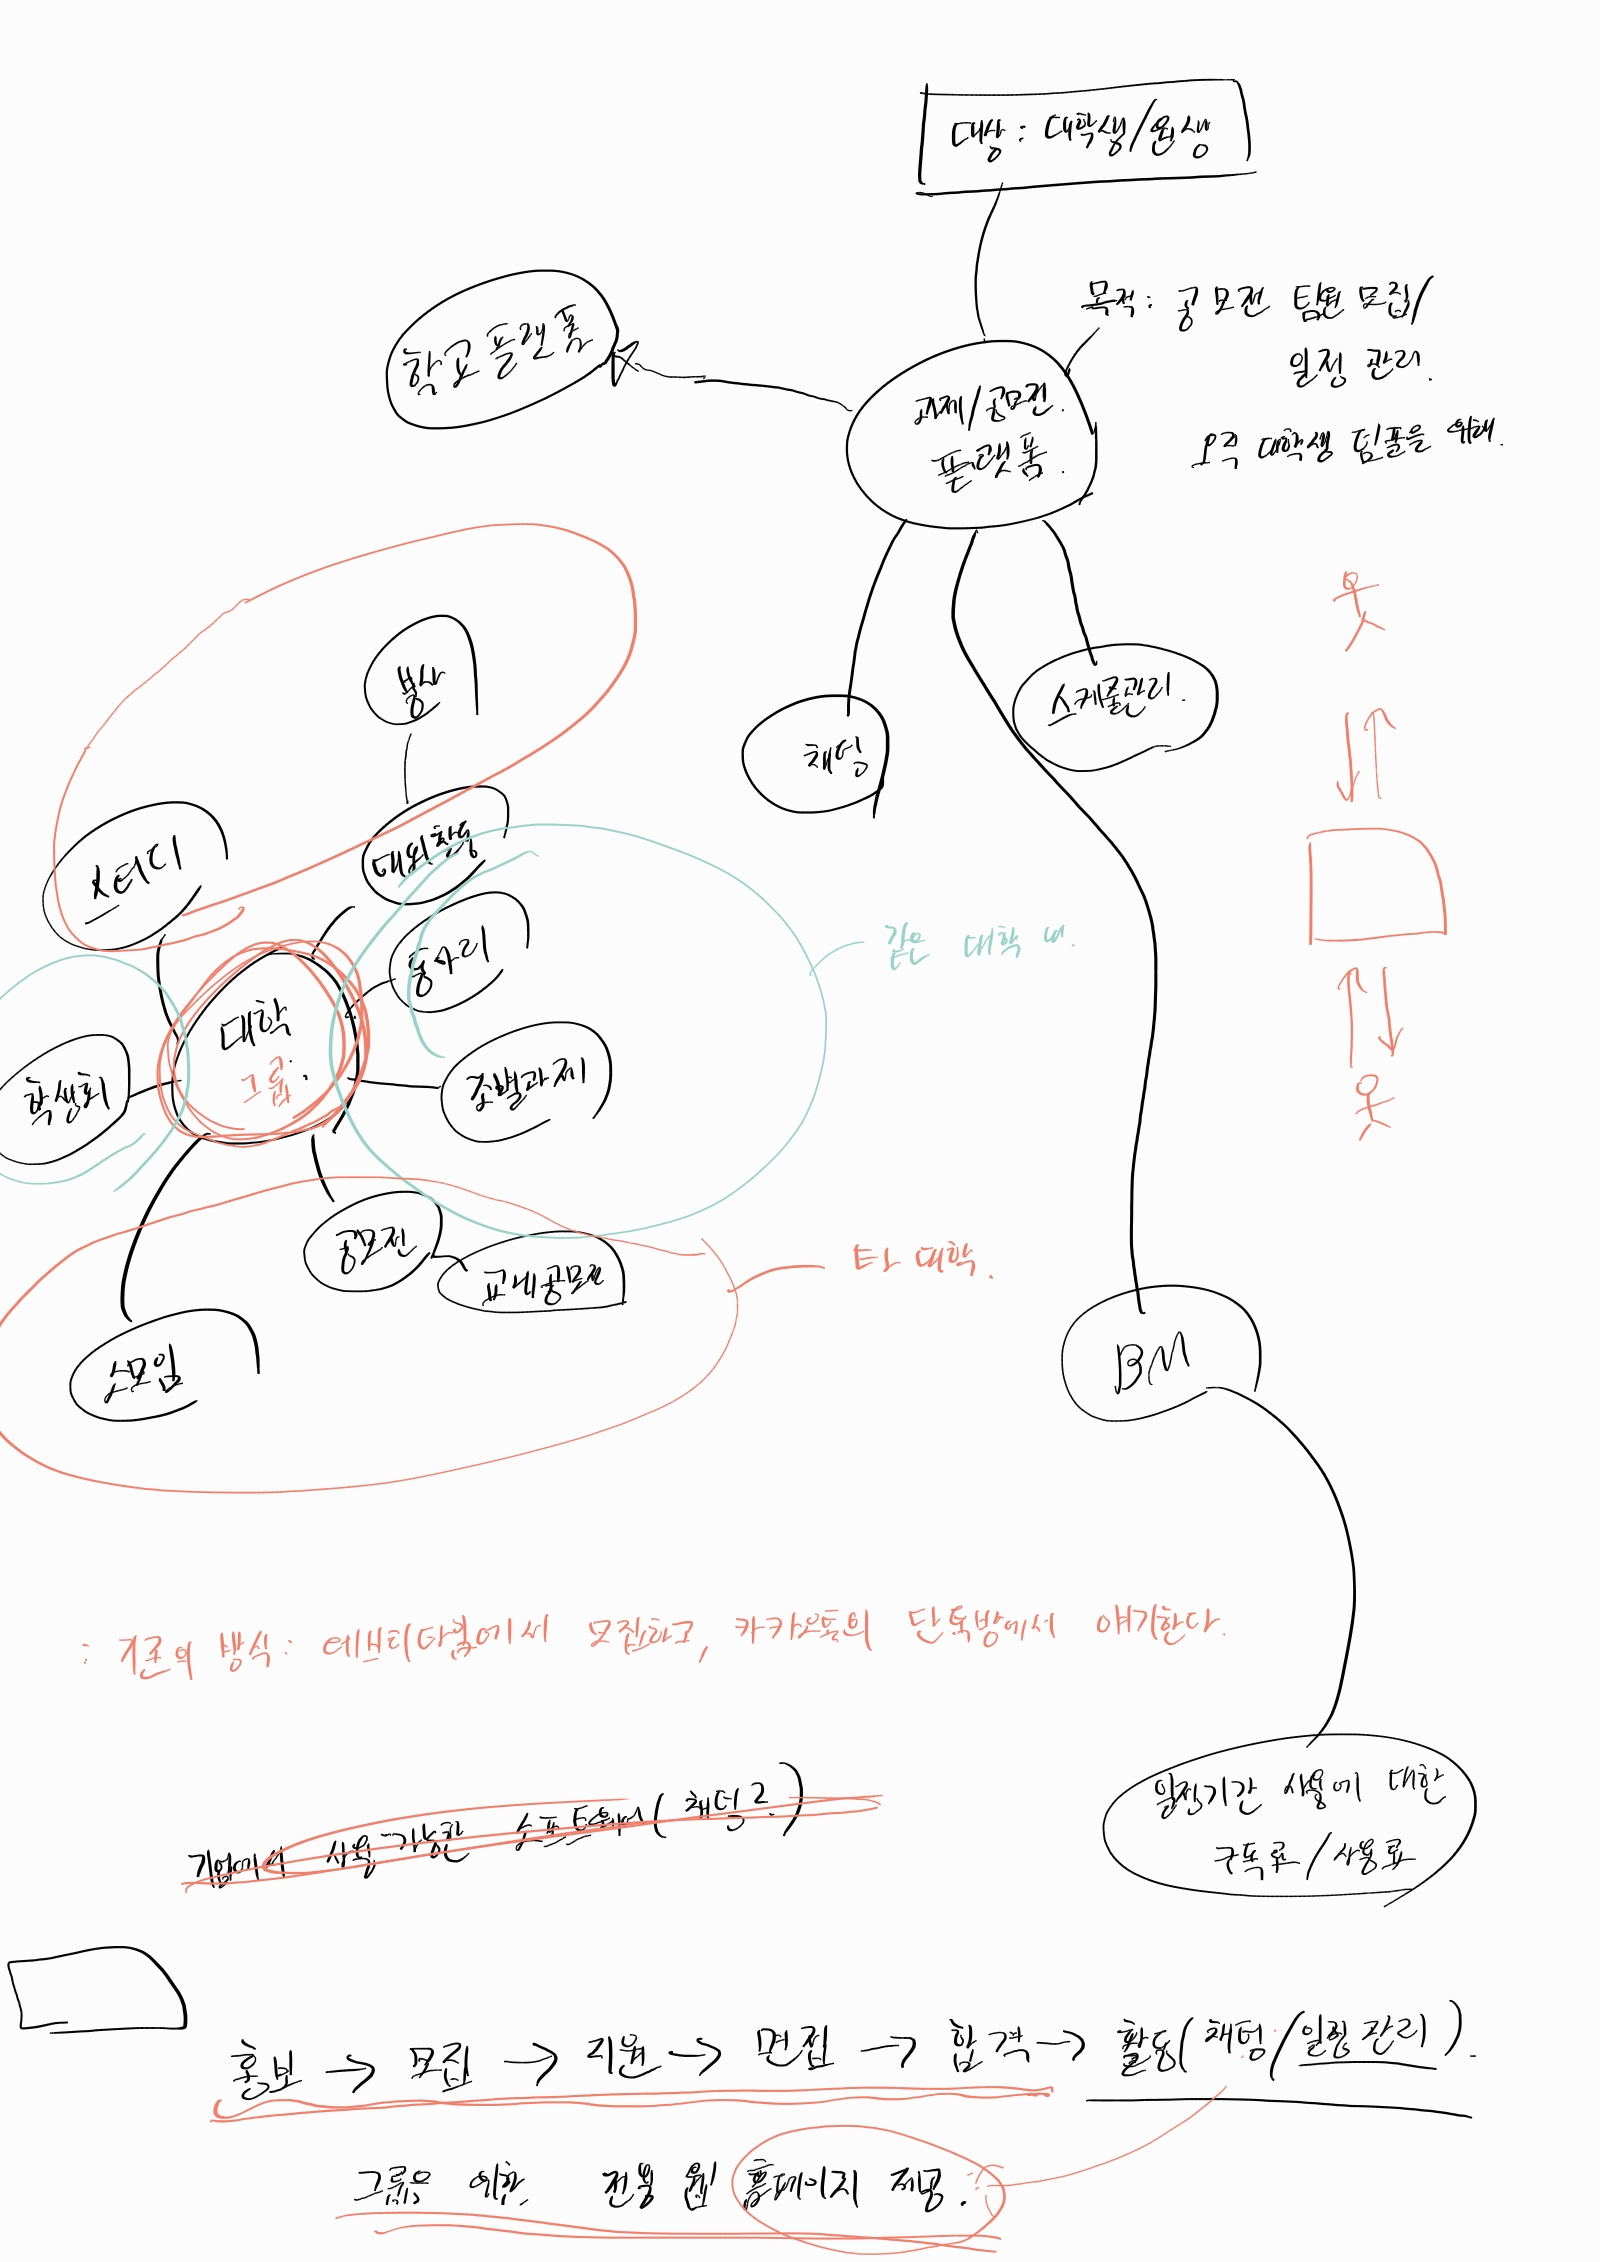 대상: 대학생/원생
목적: 공모전 팀원 모집/
일정 관리.
오직 대학생 팀플을 위해.
학교 플랫폼
과제/공모전.
플랫폼.
봉사
스케줄관리.
채팅
스터디
대외활동
동아리
같은 대학 내.
대학
그룹.
학생회
조별과제
공모전
교내공모전
타 대학.
소모임
BM
: 기존의 방식: 에브리타임에서 모집하고, 카카오톡의 단톡방에서 얘기한다.
일정기간 사용에 대한
구독료/사용료
기업에서 사용 가능한 소프트웨어(채팅2.)
홍보 → 모집 → 지원 → 면접 → 합격 → 활동(채팅/일정관리).
그룹을 위한 전용 웹 홈페이지 제공.